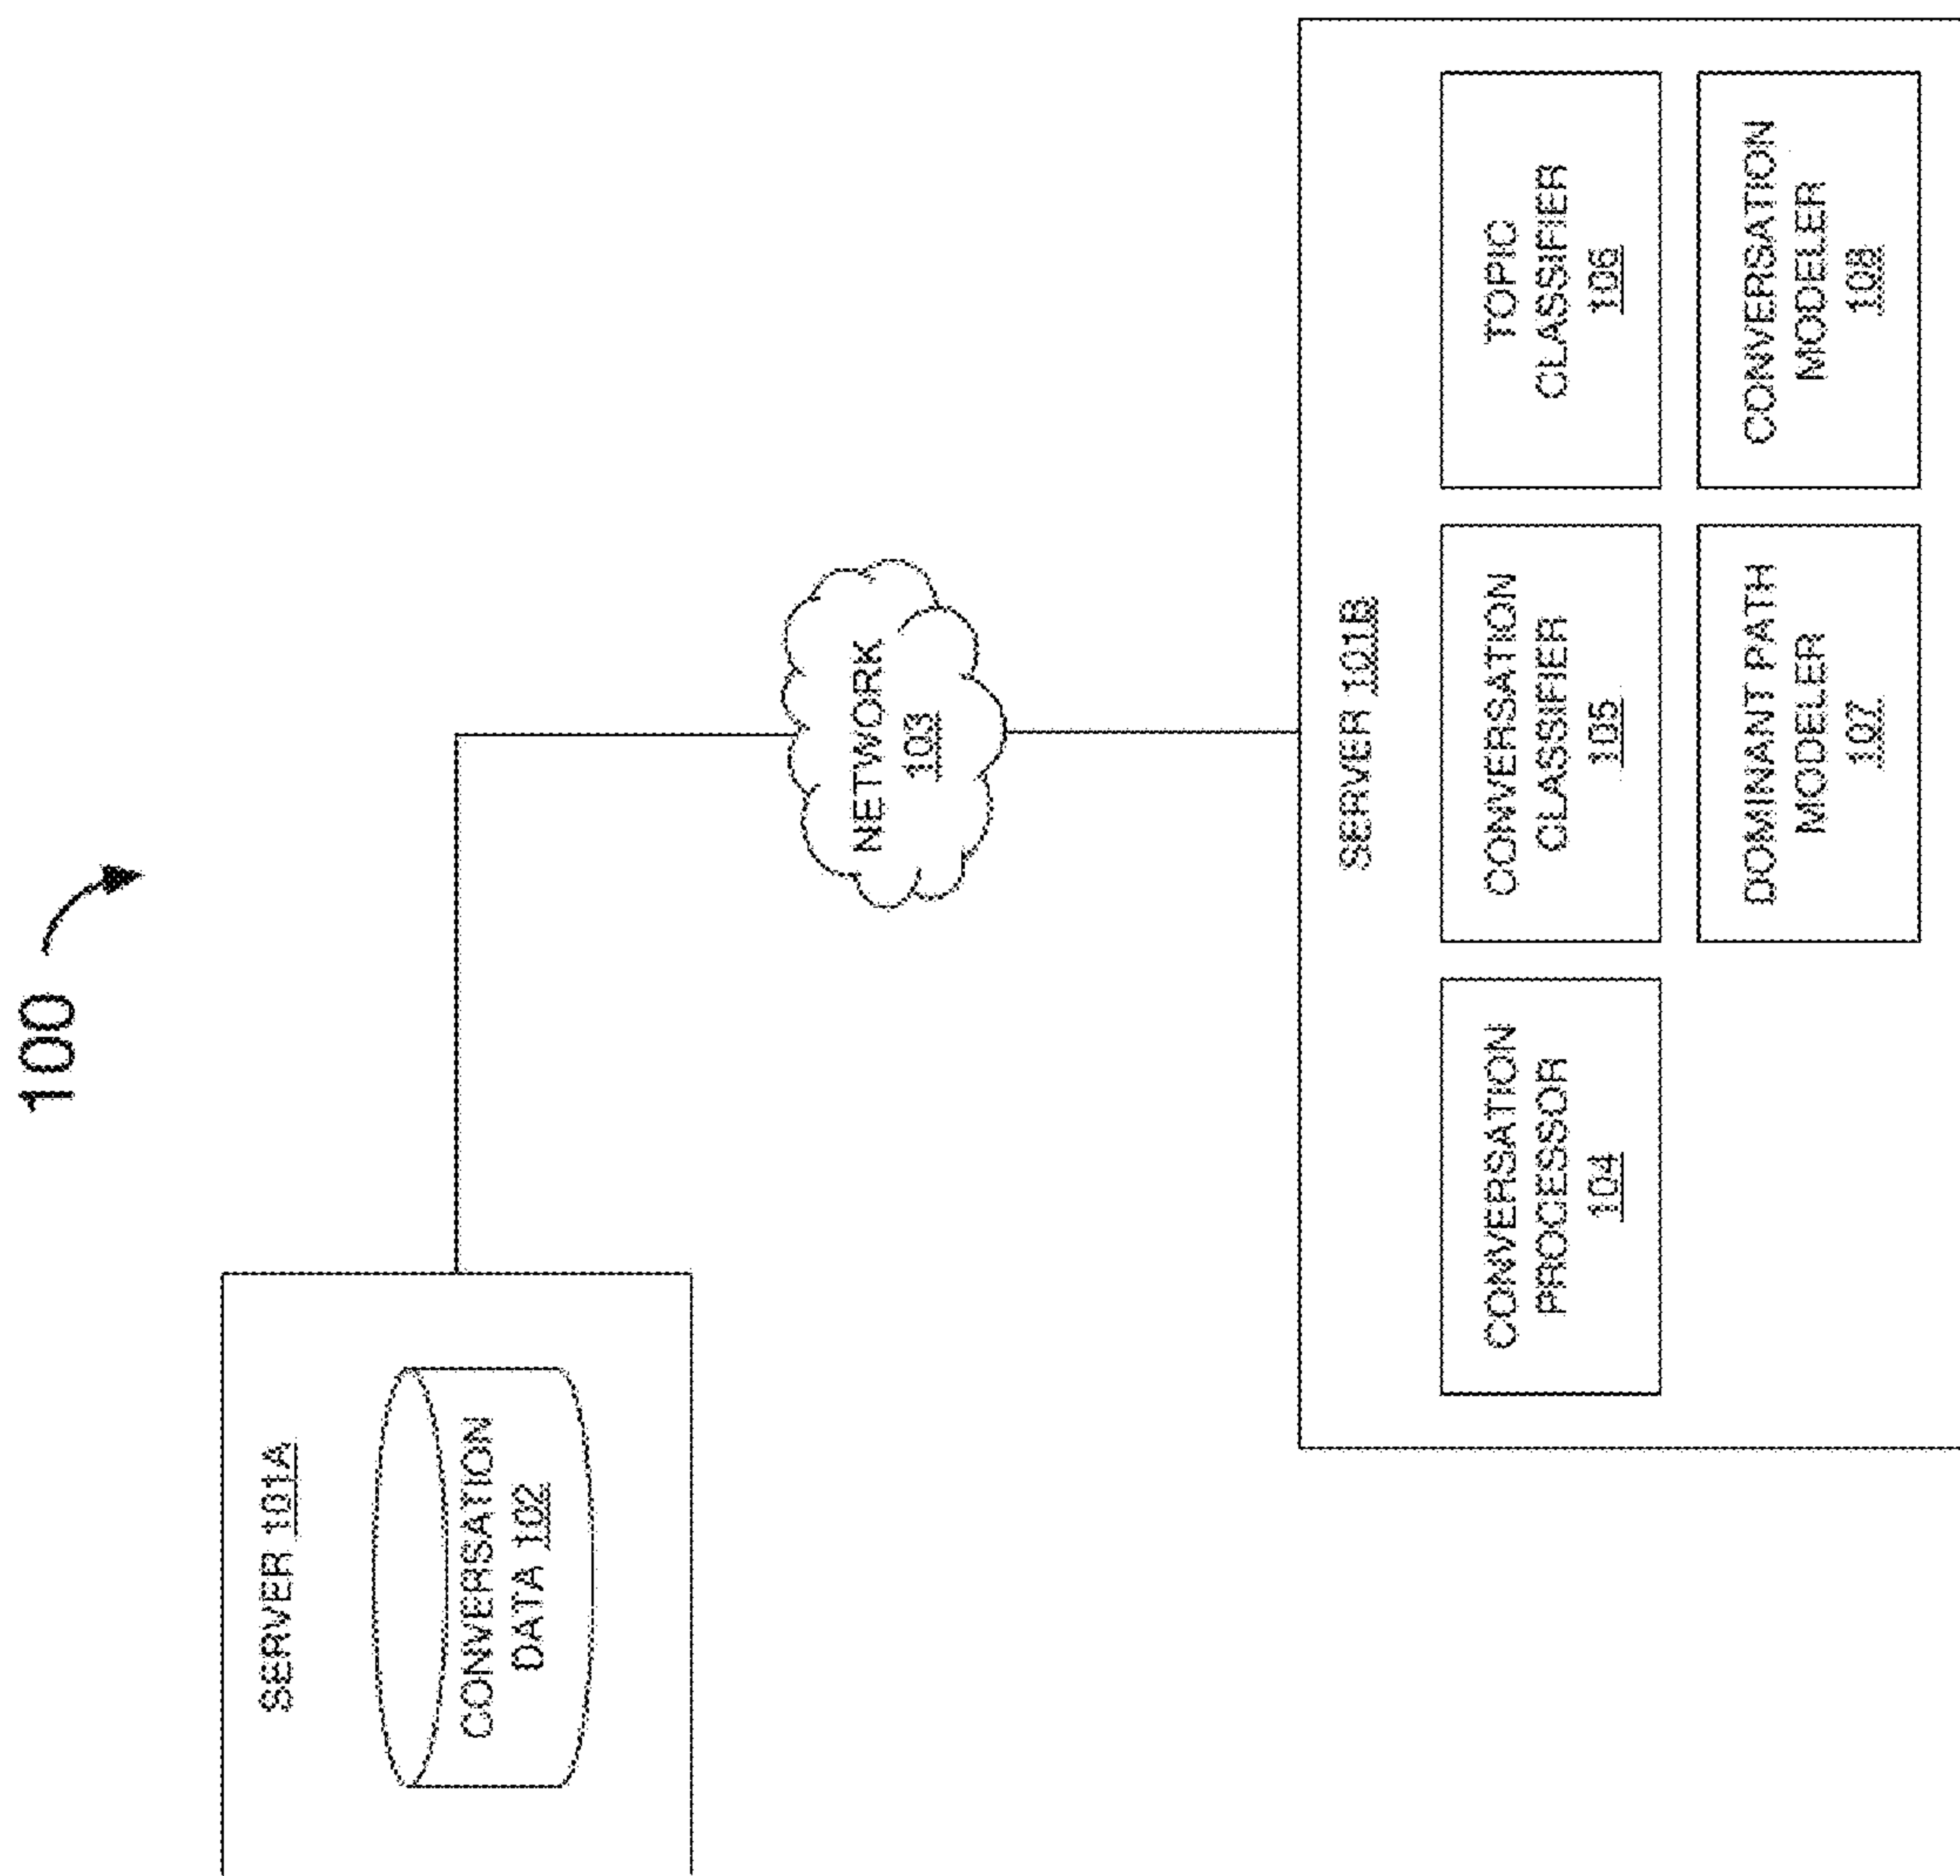 100
SERVER 101A
CONVERSATION
DATA 102
NETWORK
103
SERVER 101B
CONVERSATION
PROCESSOR
104
CONVERSATION
CLASSIFIER
105
TOPIC
CLASSIFIER
106
DOMINANT PATH
MODELER
107
CONVERSATION
MODELER
108